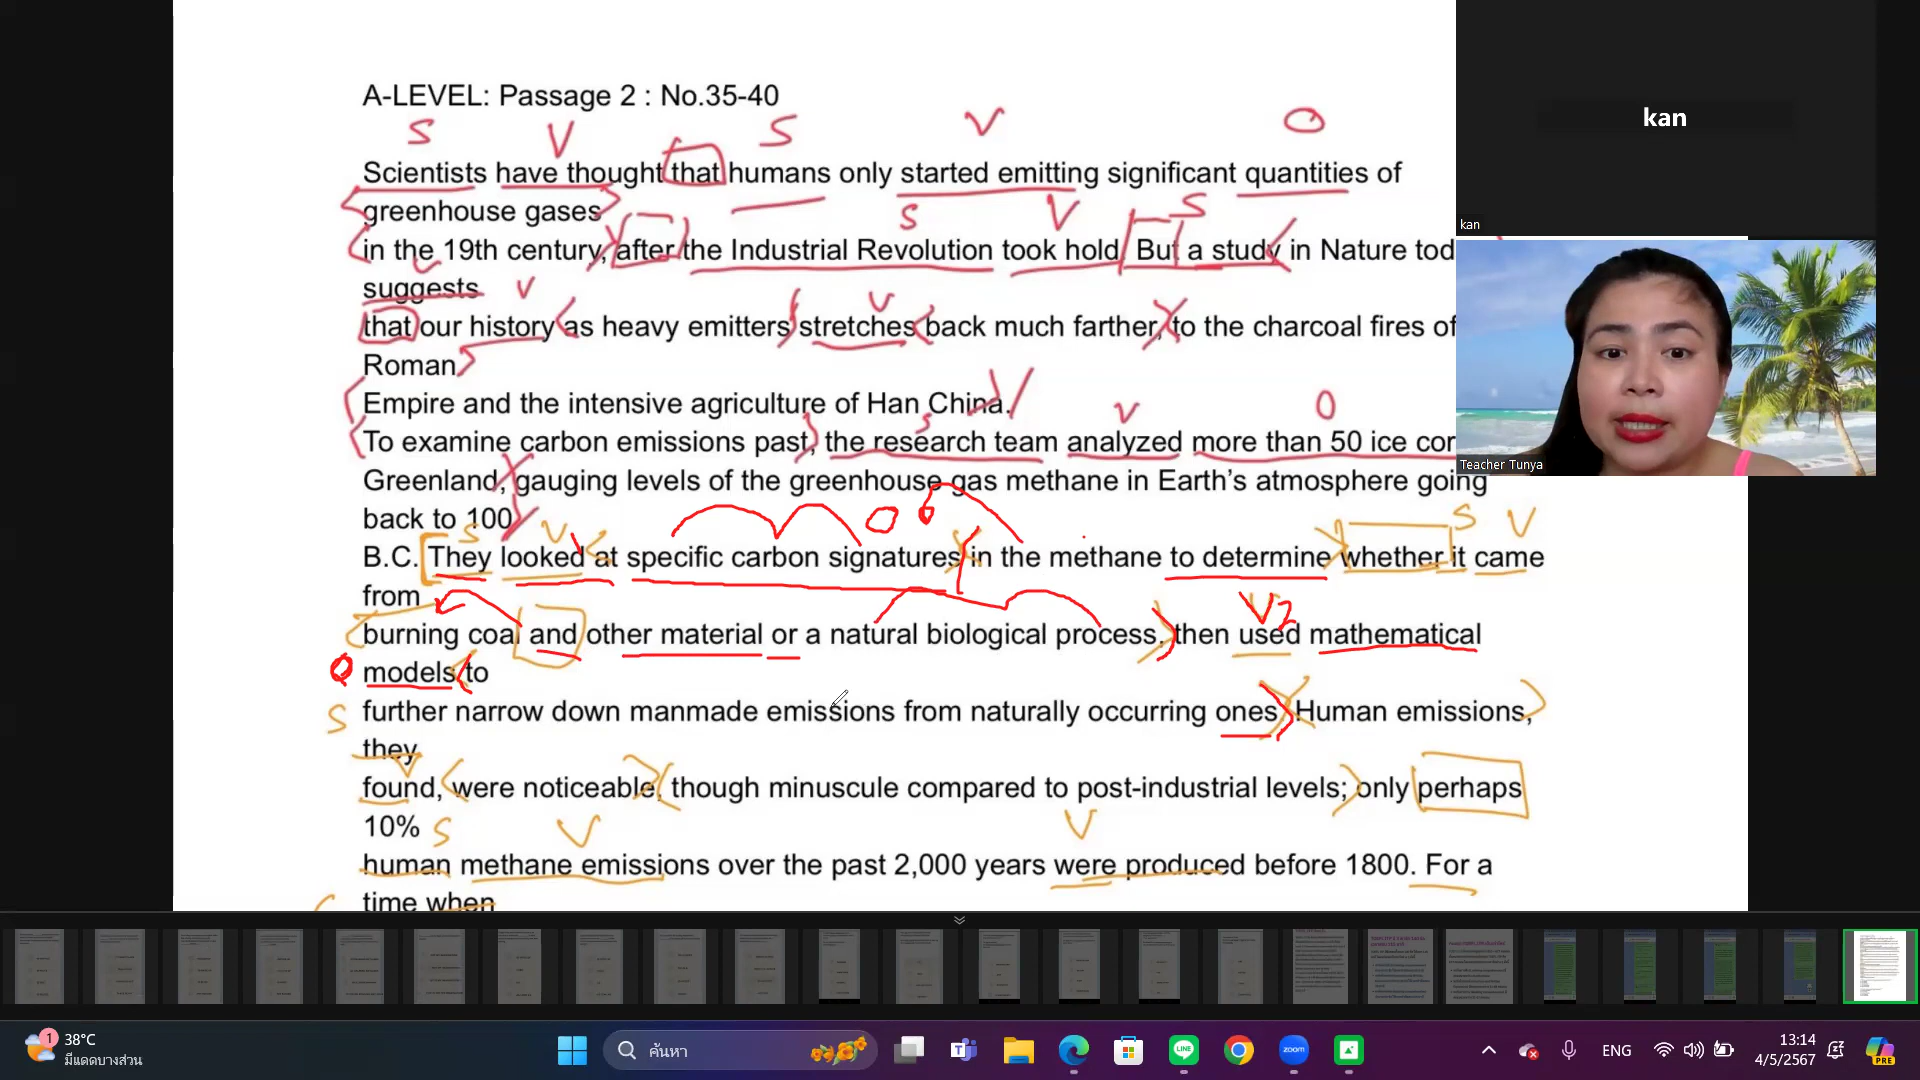 A-LEVEL: Passage 2 : No.35-40
S V S V O
Scientists have thought that humans only started emitting significant quantities of
greenhouse gases
S V S
in the 19th century, after the Industrial Revolution took hold. But a study in Nature tod
V
suggests
V V
that our history as heavy emitters stretches back much farther, to the charcoal fires of
Roman
Empire and the intensive agriculture of Han China.
S V O
To examine carbon emissions past, the research team analyzed more than 50 ice cor
Greenland, gauging levels of the greenhouse gas methane in Earth's atmosphere going
back to 100
S V O S V
B.C. They looked at specific carbon signatures in the methane to determine whether it came
from
V2
burning coal and other material or a natural biological process, then used mathematical
O models to
S further narrow down manmade emissions from naturally occurring ones. Human emissions,
they
V
found, were noticeable, though minuscule compared to post-industrial levels; only perhaps
10%
S V V
human methane emissions over the past 2,000 years were produced before 1800. For a
time when
kan
kan
Teacher Tunya
1
38°C
มีแดดบางส่วน
ค้นหา
LINE
zoom
ENG
13:14
4/5/2567
PRE